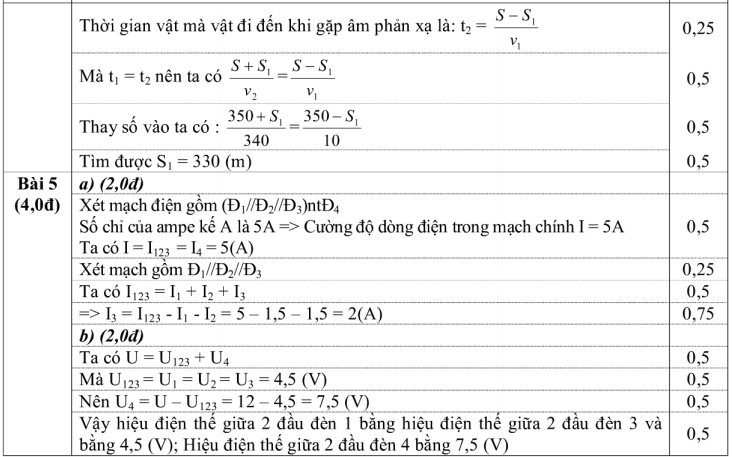 Thời gian vật mà vật đi đến khi gặp âm phản xạ là: t₂ = (S − S₁)/v₁ 0,25
Mà t₁ = t₂ nên ta có (S + S₁)/v₂ = (S − S₁)/v₁ 0,5
Thay số vào ta có : (350 + S₁)/340 = (350 − S₁)/10 0,5
Tìm được S₁ = 330 (m) 0,5
Bài 5 (4,0đ) a) (2,0đ)
Xét mạch điện gồm (Đ₁//Đ₂//Đ₃)ntĐ₄
Số chỉ của ampe kế A là 5A => Cường độ dòng điện trong mạch chính I = 5A 0,5
Ta có I = I₁₂₃ = I₄ = 5(A)
Xét mạch gồm Đ₁//Đ₂//Đ₃ 0,25
Ta có I₁₂₃ = I₁ + I₂ + I₃ 0,5
=> I₃ = I₁₂₃ - I₁ - I₂ = 5 – 1,5 – 1,5 = 2(A) 0,75
b) (2,0đ)
Ta có U = U₁₂₃ + U₄ 0,5
Mà U₁₂₃ = U₁ = U₂ = U₃ = 4,5 (V) 0,5
Nên U₄ = U – U₁₂₃ = 12 – 4,5 = 7,5 (V) 0,5
Vậy hiệu điện thế giữa 2 đầu đèn 1 bằng hiệu điện thế giữa 2 đầu đèn 3 và
bằng 4,5 (V); Hiệu điện thế giữa 2 đầu đèn 4 bằng 7,5 (V) 0,5